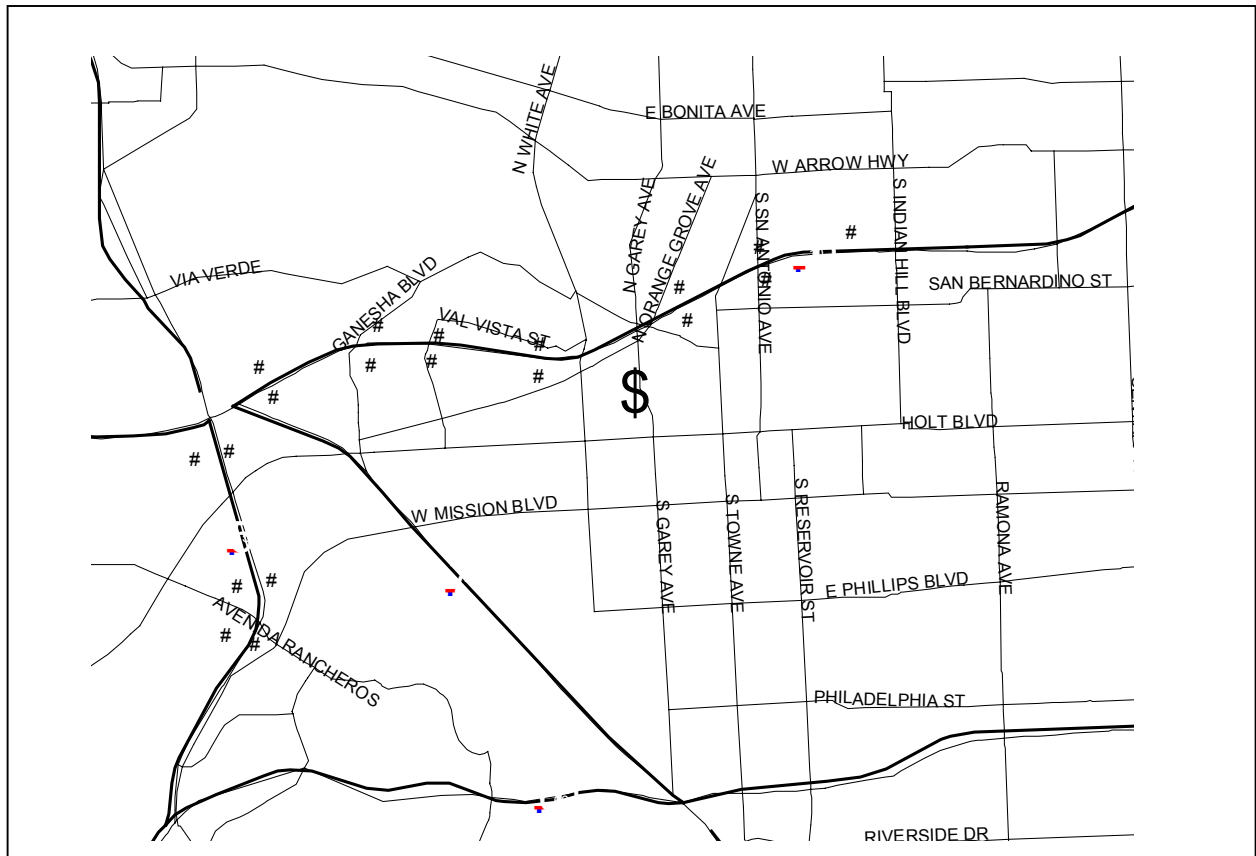 N WHITE AVE
E BONITA AVE
W ARROW HWY
N GAREY AVE
N ORANGE GROVE AVE
S SN ANTONIO AVE
S INDIAN HILL BLVD
#
#
#
VIA VERDE
GANESHA BLVD
SAN BERNARDINO ST
#
#
#
VAL VISTA ST
#
#
#
#
#
#
#
#
$
HOLT BLVD
#
#
W MISSION BLVD
S GAREY AVE
S TOWNE AVE
S RESERVOIR ST
RAMONA AVE
#
#
E PHILLIPS BLVD
AVENIDA RANCHEROS
#
#
PHILADELPHIA ST
RIVERSIDE DR